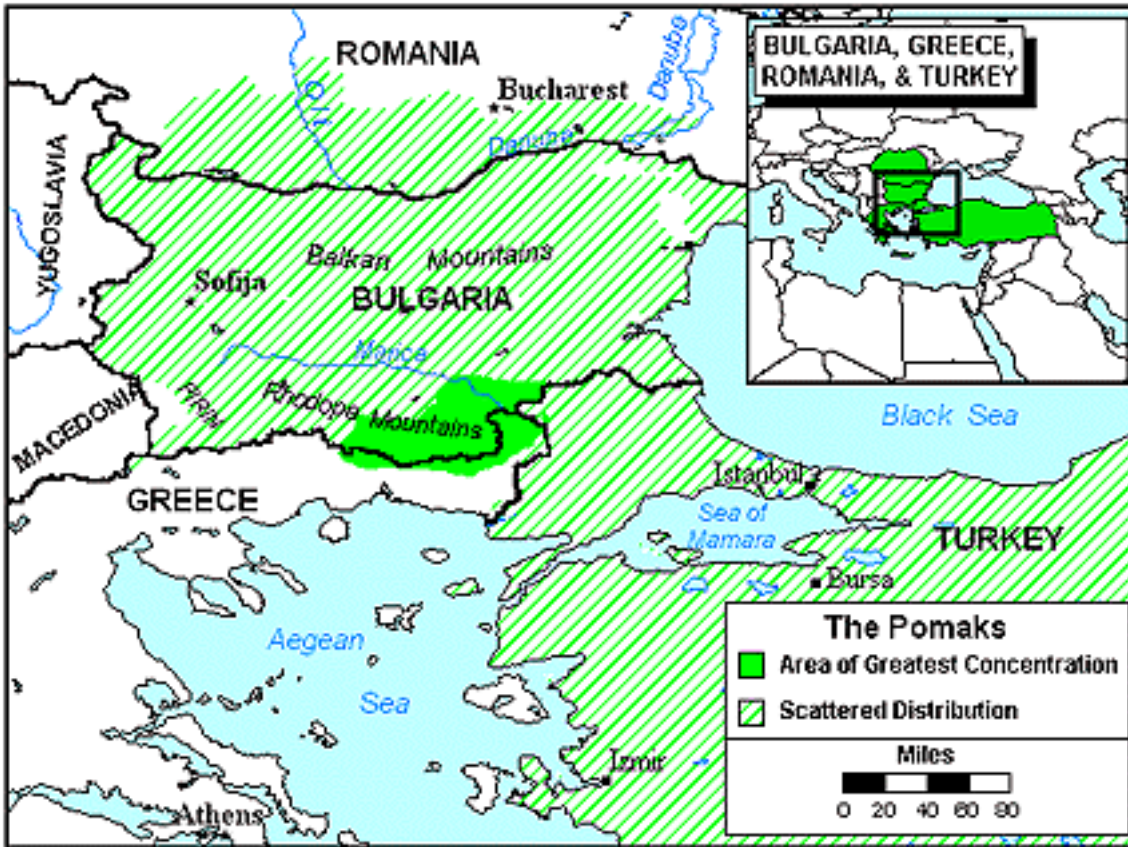 ROMANIA
Olt
Bucharest
Danube
Danube
BULGARIA, GREECE,
ROMANIA, & TURKEY
YUGOSLAVIA
Balkan Mountains
Sofija
BULGARIA
Marica
PIRIN
Rhodope Mountains
MACEDONIA
GREECE
Black Sea
Istanbul
Sea of
Mamara
TURKEY
Bursa
Aegean
Sea
Izmir
Athens
The Pomaks
Area of Greatest Concentration
Scattered Distribution
Miles
0 20 40 60 80